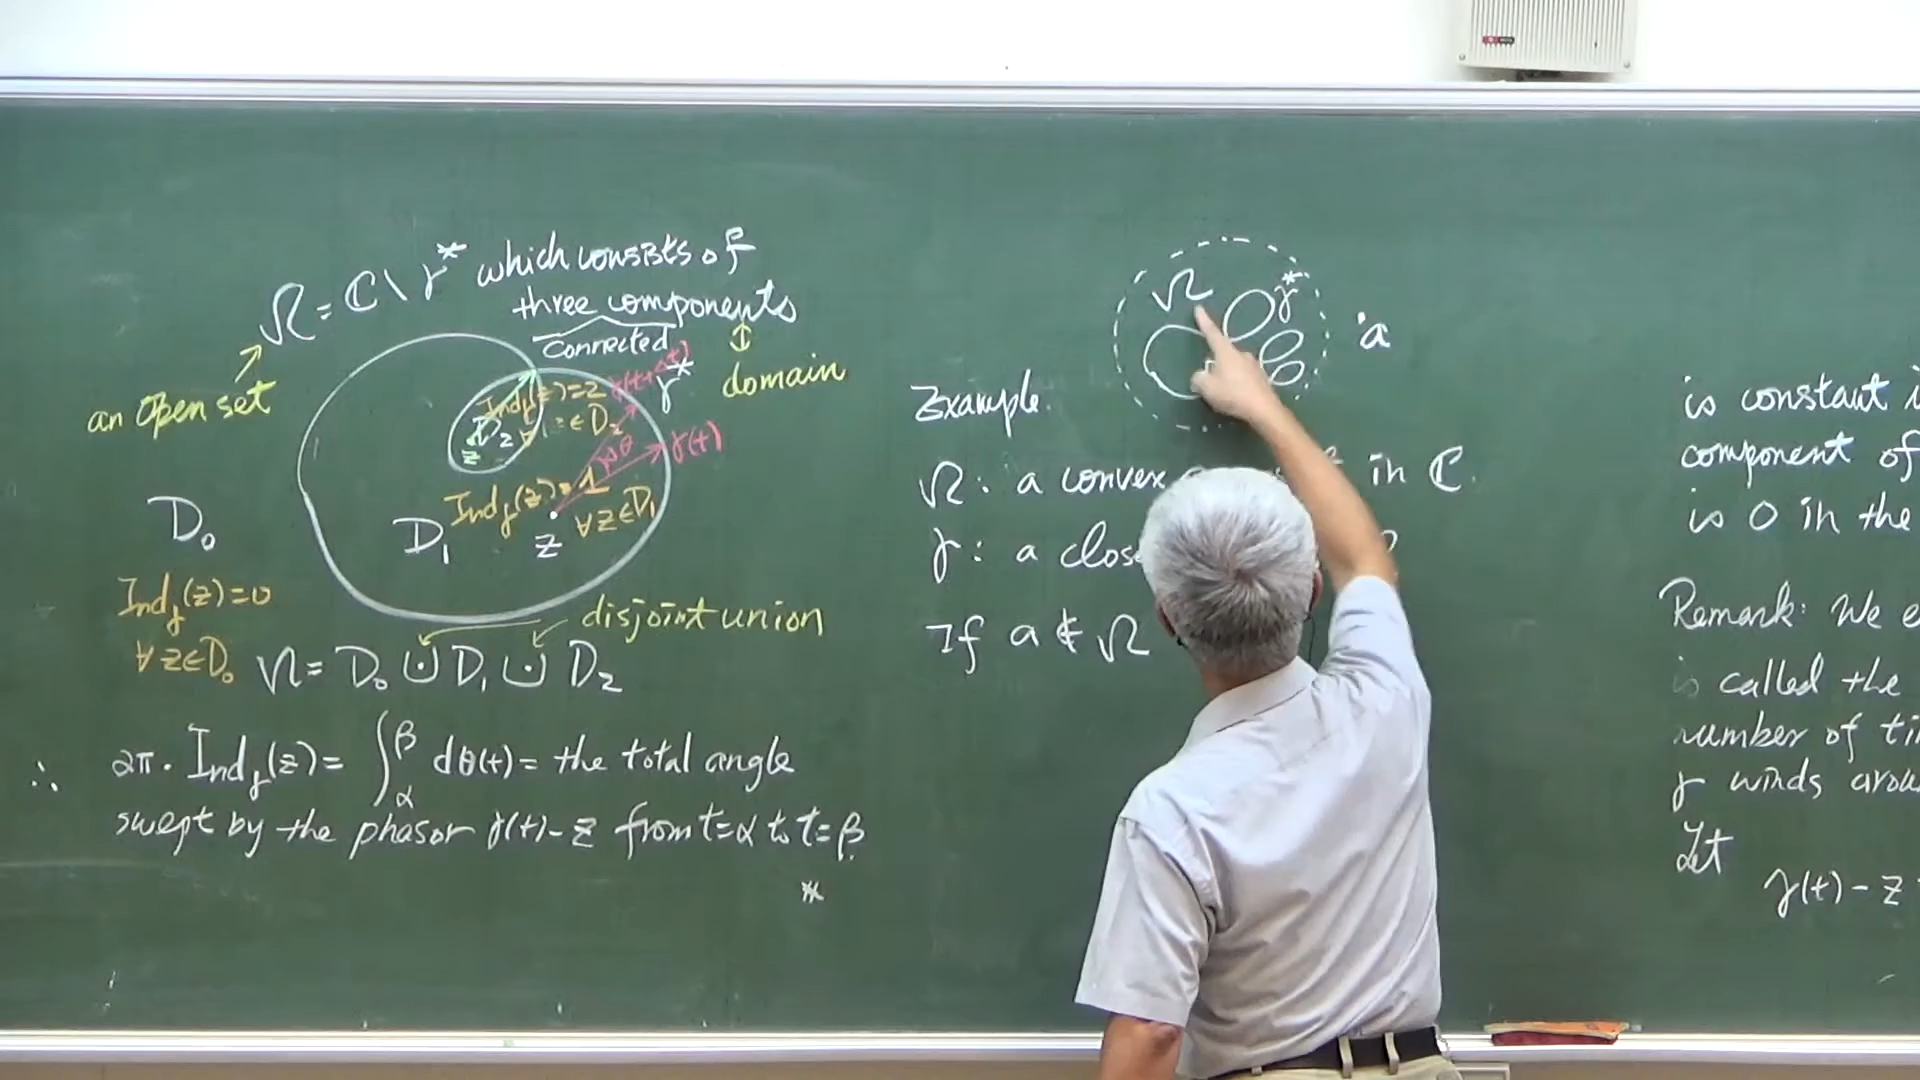 Ω = ℂ \ γ* which consists of
three components
connected
an open set
domain
γ*
γ(t+Δt)
γ(t)
Δθ
Ind_γ(z)=2
∀ z ∈ D₂
D₂
z
Ind_γ(z)=1
∀ z ∈ D₁
D₁
z
D₀
Ind_γ(z)=0
∀ z ∈ D₀
disjoint union
Ω = D₀ ⊍ D₁ ⊍ D₂
∴ 2π · Ind_γ(z) = ∫_α^β dθ(t) = the total angle
swept by the phasor γ(t) - z from t=α to t=β.
*
Ω
γ*
a
Example.
Ω: a convex in ℂ.
γ: a clos
If a ∉ Ω
is constant i
component of
is 0 in the
Remark: We
is called the
number of ti
γ winds arou
Let
γ(t) - z